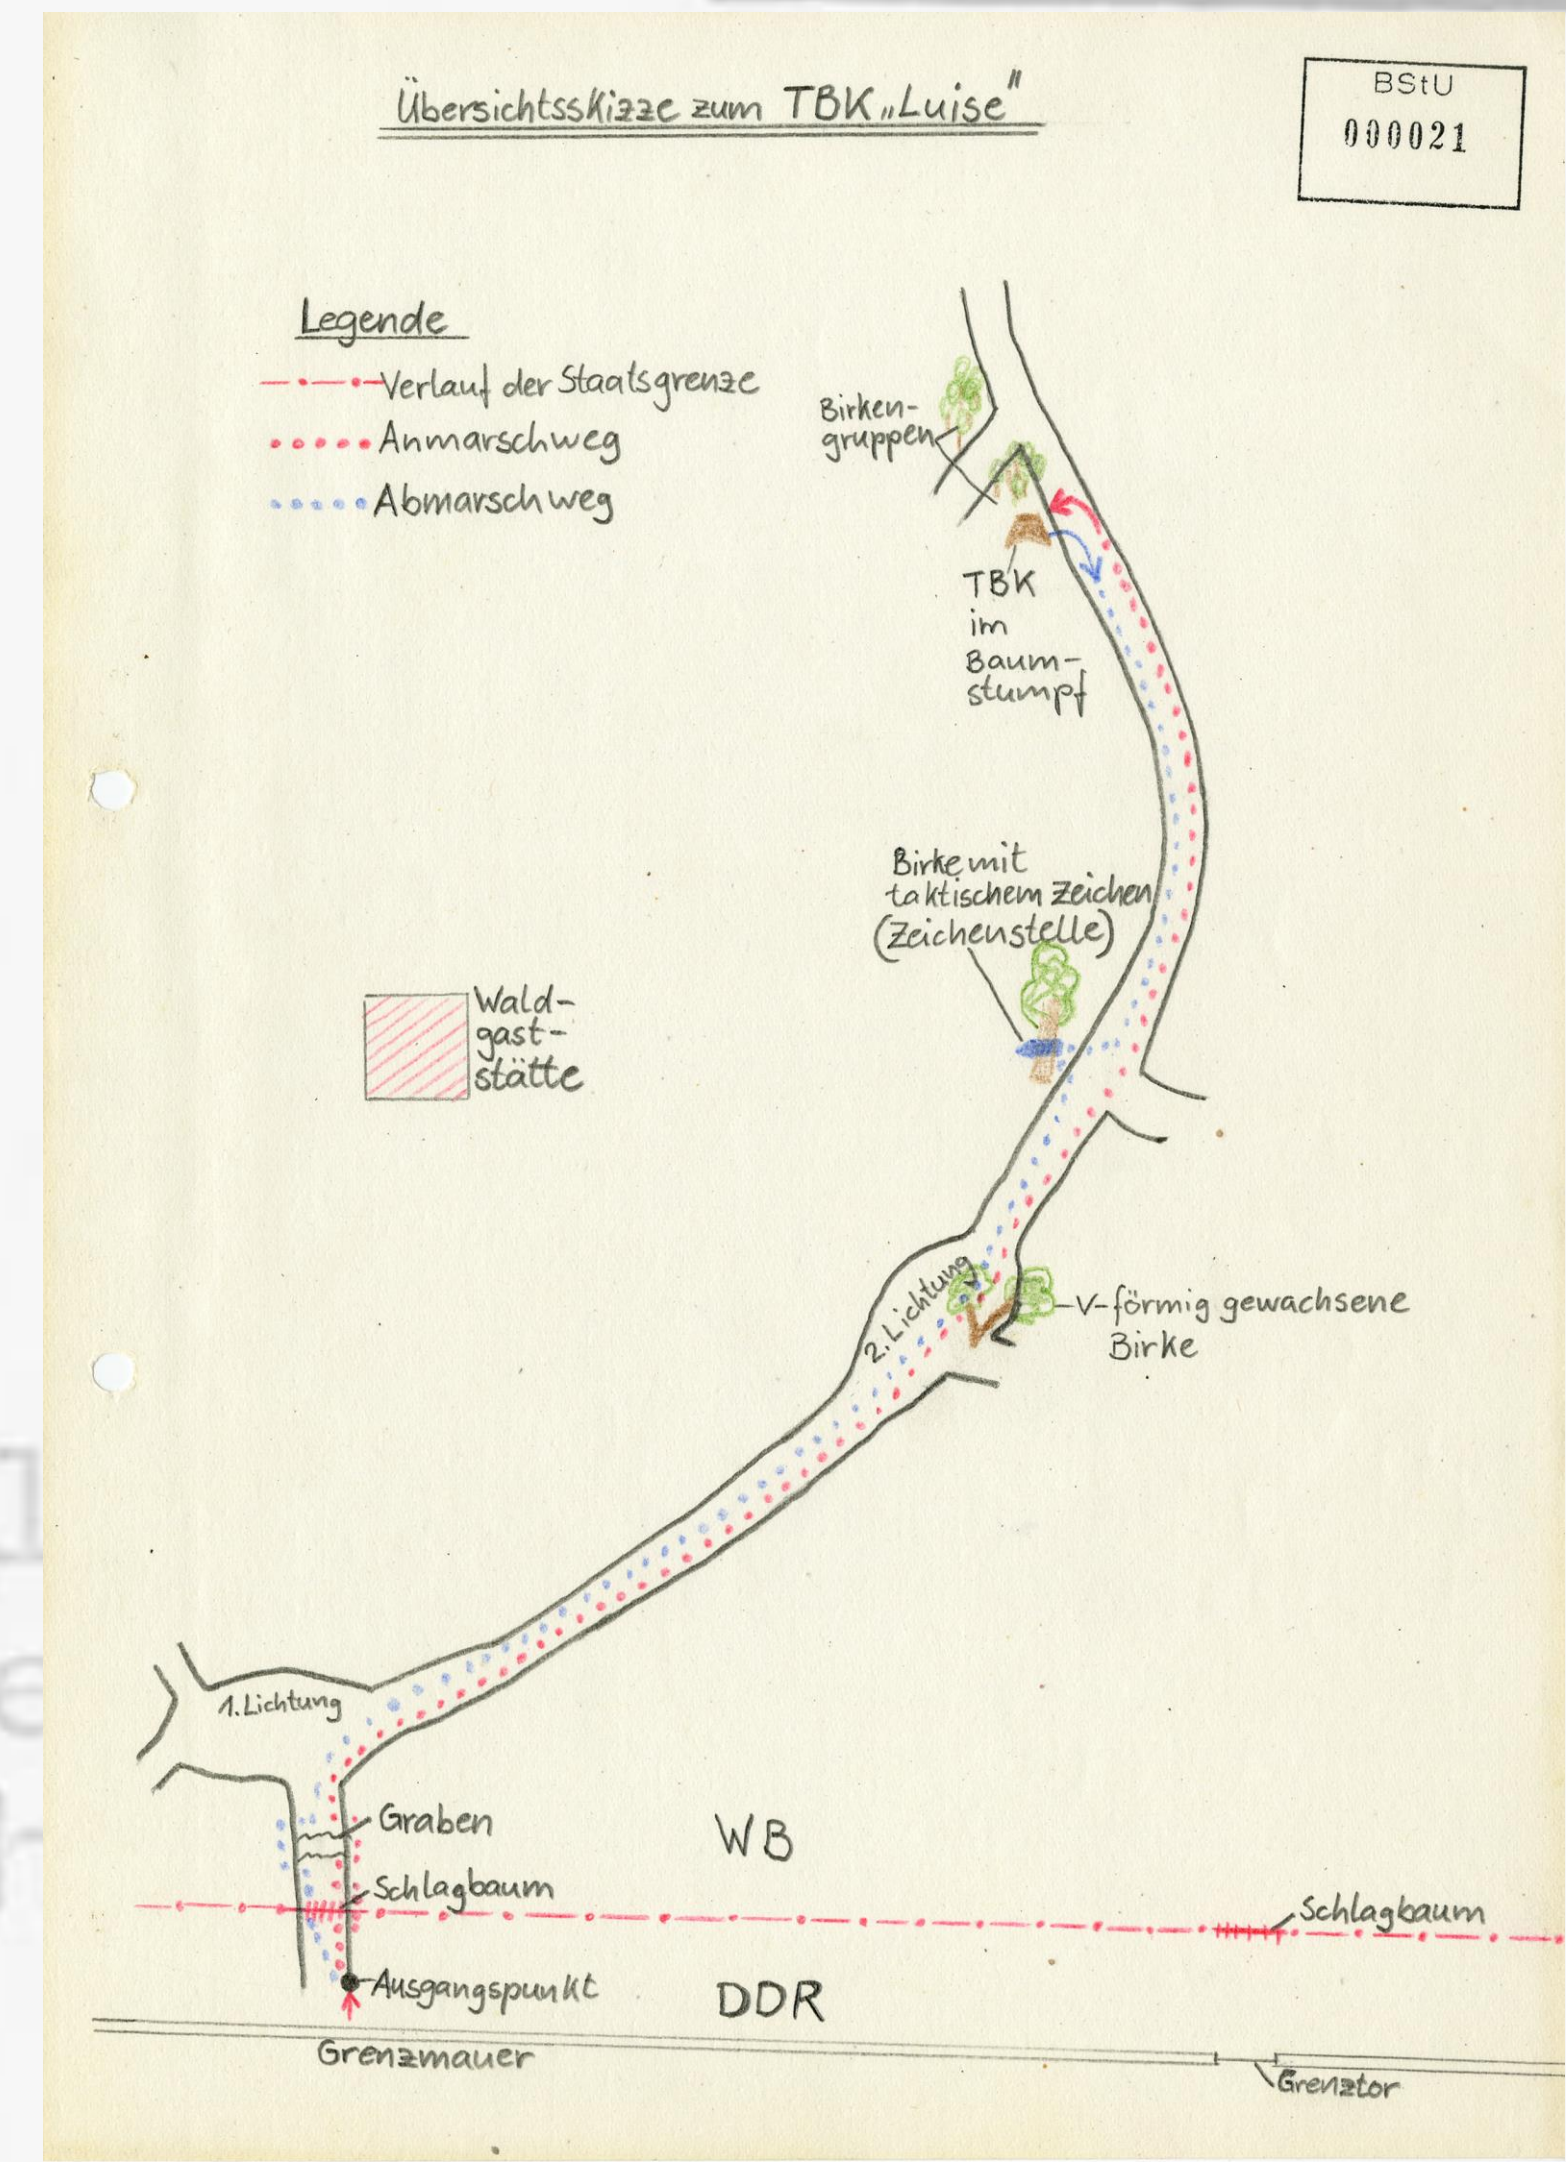 Übersichtsskizze zum TBK „Luise"
BStU
000021
Legende
Verlauf der Staatsgrenze
Anmarschweg
Abmarschweg
Birken-
gruppen
TBK
im
Baum-
stumpf
Birke mit
taktischem Zeichen
(Zeichenstelle)
Wald-
gast-
stätte
2. Lichtung
V-förmig gewachsene
Birke
1. Lichtung
Graben
WB
Schlagbaum
Schlagbaum
Ausgangspunkt
DDR
Grenzmauer
Grenztor